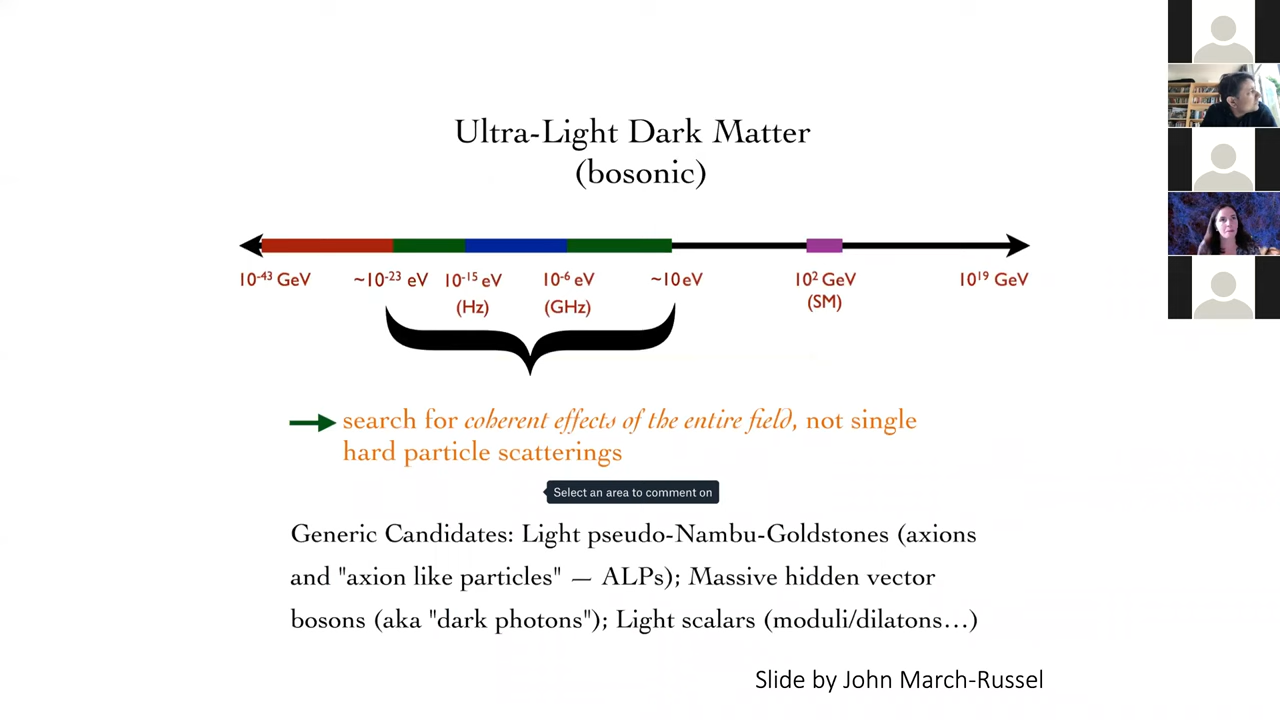 Ultra-Light Dark Matter
(bosonic)
10⁻⁴³ GeV ~10⁻²³ eV 10⁻¹⁵ eV 10⁻⁶ eV ~10 eV 10² GeV 10¹⁹ GeV
(Hz) (GHz) (SM)
search for coherent effects of the entire field, not single
hard particle scatterings
Select an area to comment on
Generic Candidates: Light pseudo-Nambu-Goldstones (axions
and "axion like particles" — ALPs); Massive hidden vector
bosons (aka "dark photons"); Light scalars (moduli/dilatons…)
Slide by John March-Russel